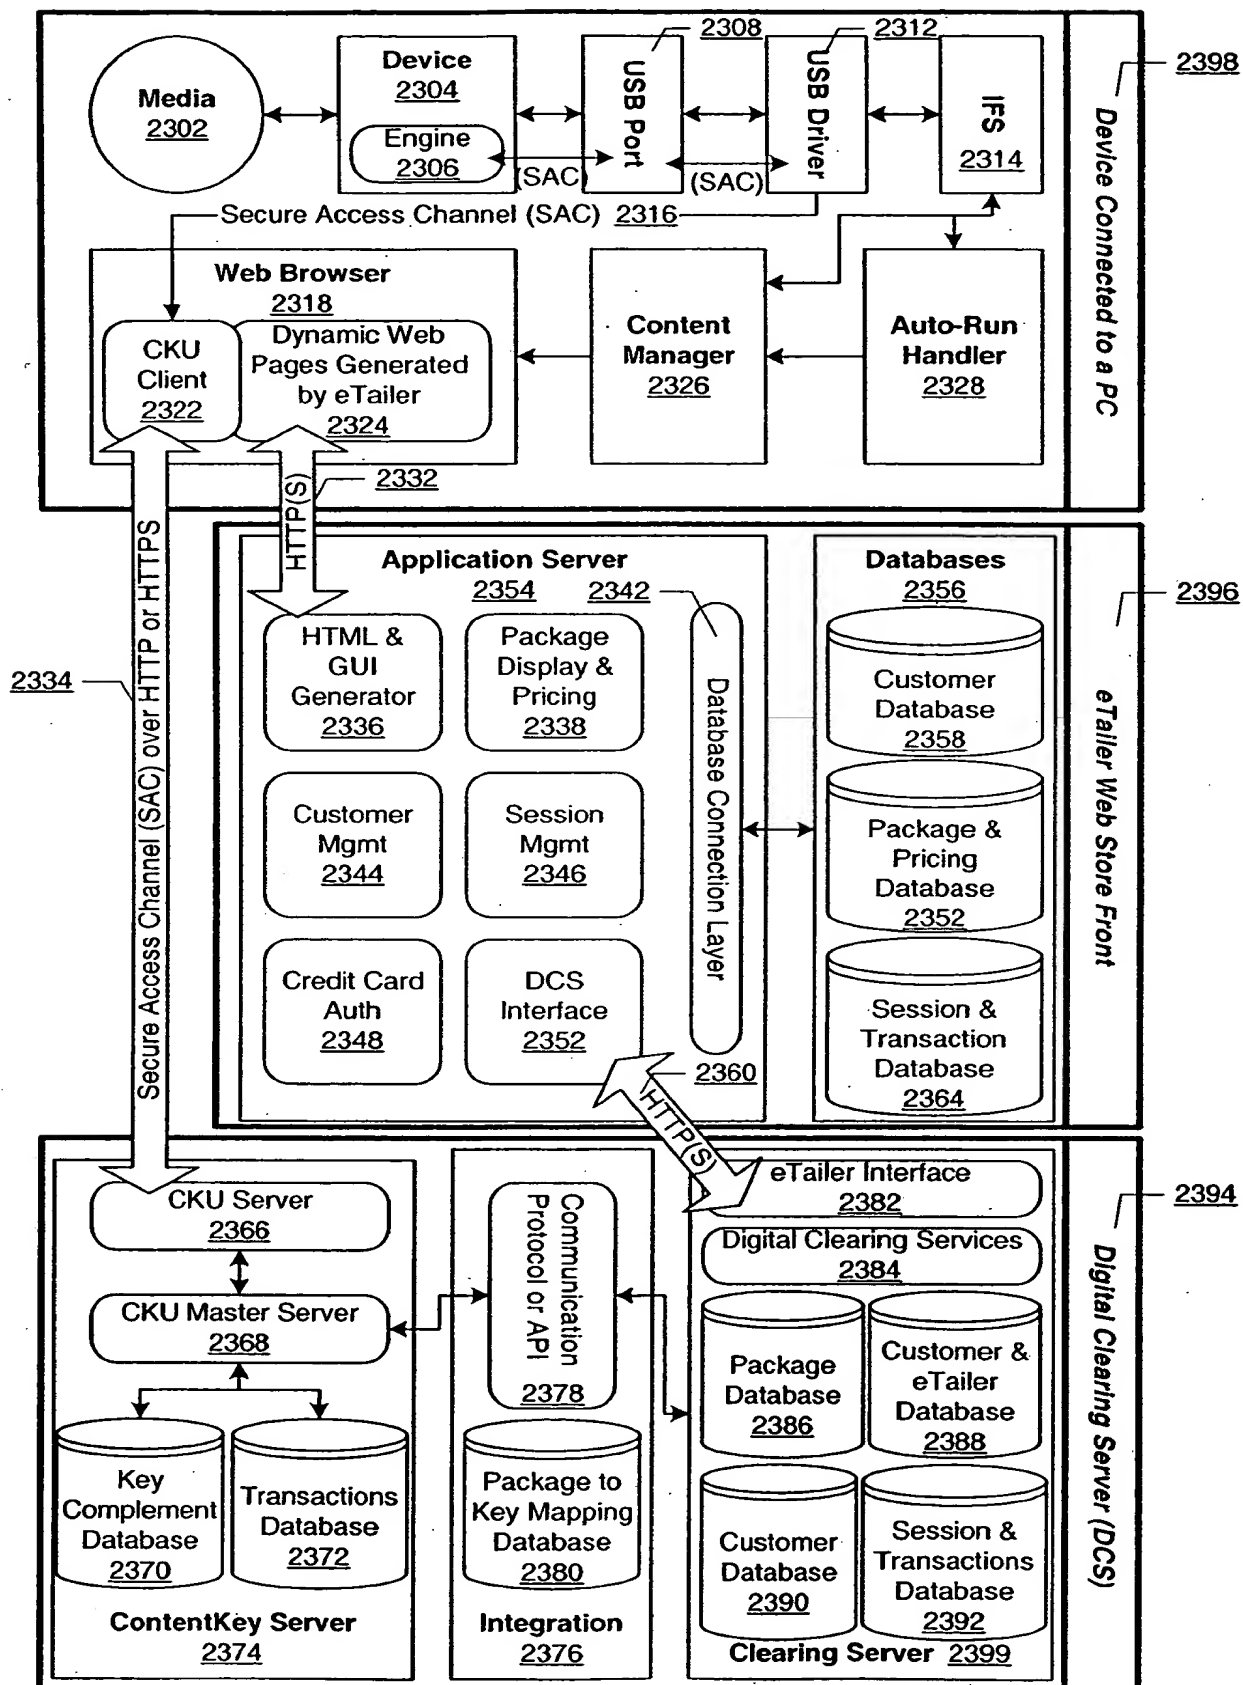 2308
2312
2398
Device
2304
Media
2302
Engine
2306
USB Port
USB Driver
IFS
2314
(SAC)
(SAC)
Secure Access Channel (SAC) 2316
Device Connected to a PC
Web Browser
2318
CKU
Client
2322
Dynamic Web
Pages Generated
by eTailer
2324
Content
Manager
2326
Auto-Run
Handler
2328
2332
HTTP(S)
2334
Secure Access Channel (SAC) over HTTP or HTTPS
Application Server
2354
2342
Databases
2356
2396
eTailer Web Store Front
HTML &
GUI
Generator
2336
Package
Display &
Pricing
2338
Database Connection Layer
Customer
Database
2358
Customer
Mgmt
2344
Session
Mgmt
2346
Package &
Pricing
Database
2352
Credit Card
Auth
2348
DCS
Interface
2352
Session &
Transaction
Database
2364
2360
HTTP(S)
2394
Digital Clearing Server (DCS)
CKU Server
2366
CKU Master Server
2368
Key
Complement
Database
2370
Transactions
Database
2372
ContentKey Server
2374
Communication
Protocol or API
2378
Package to
Key Mapping
Database
2380
Integration
2376
eTailer Interface
2382
Digital Clearing Services
2384
Package
Database
2386
Customer &
eTailer
Database
2388
Customer
Database
2390
Session &
Transactions
Database
2392
Clearing Server 2399